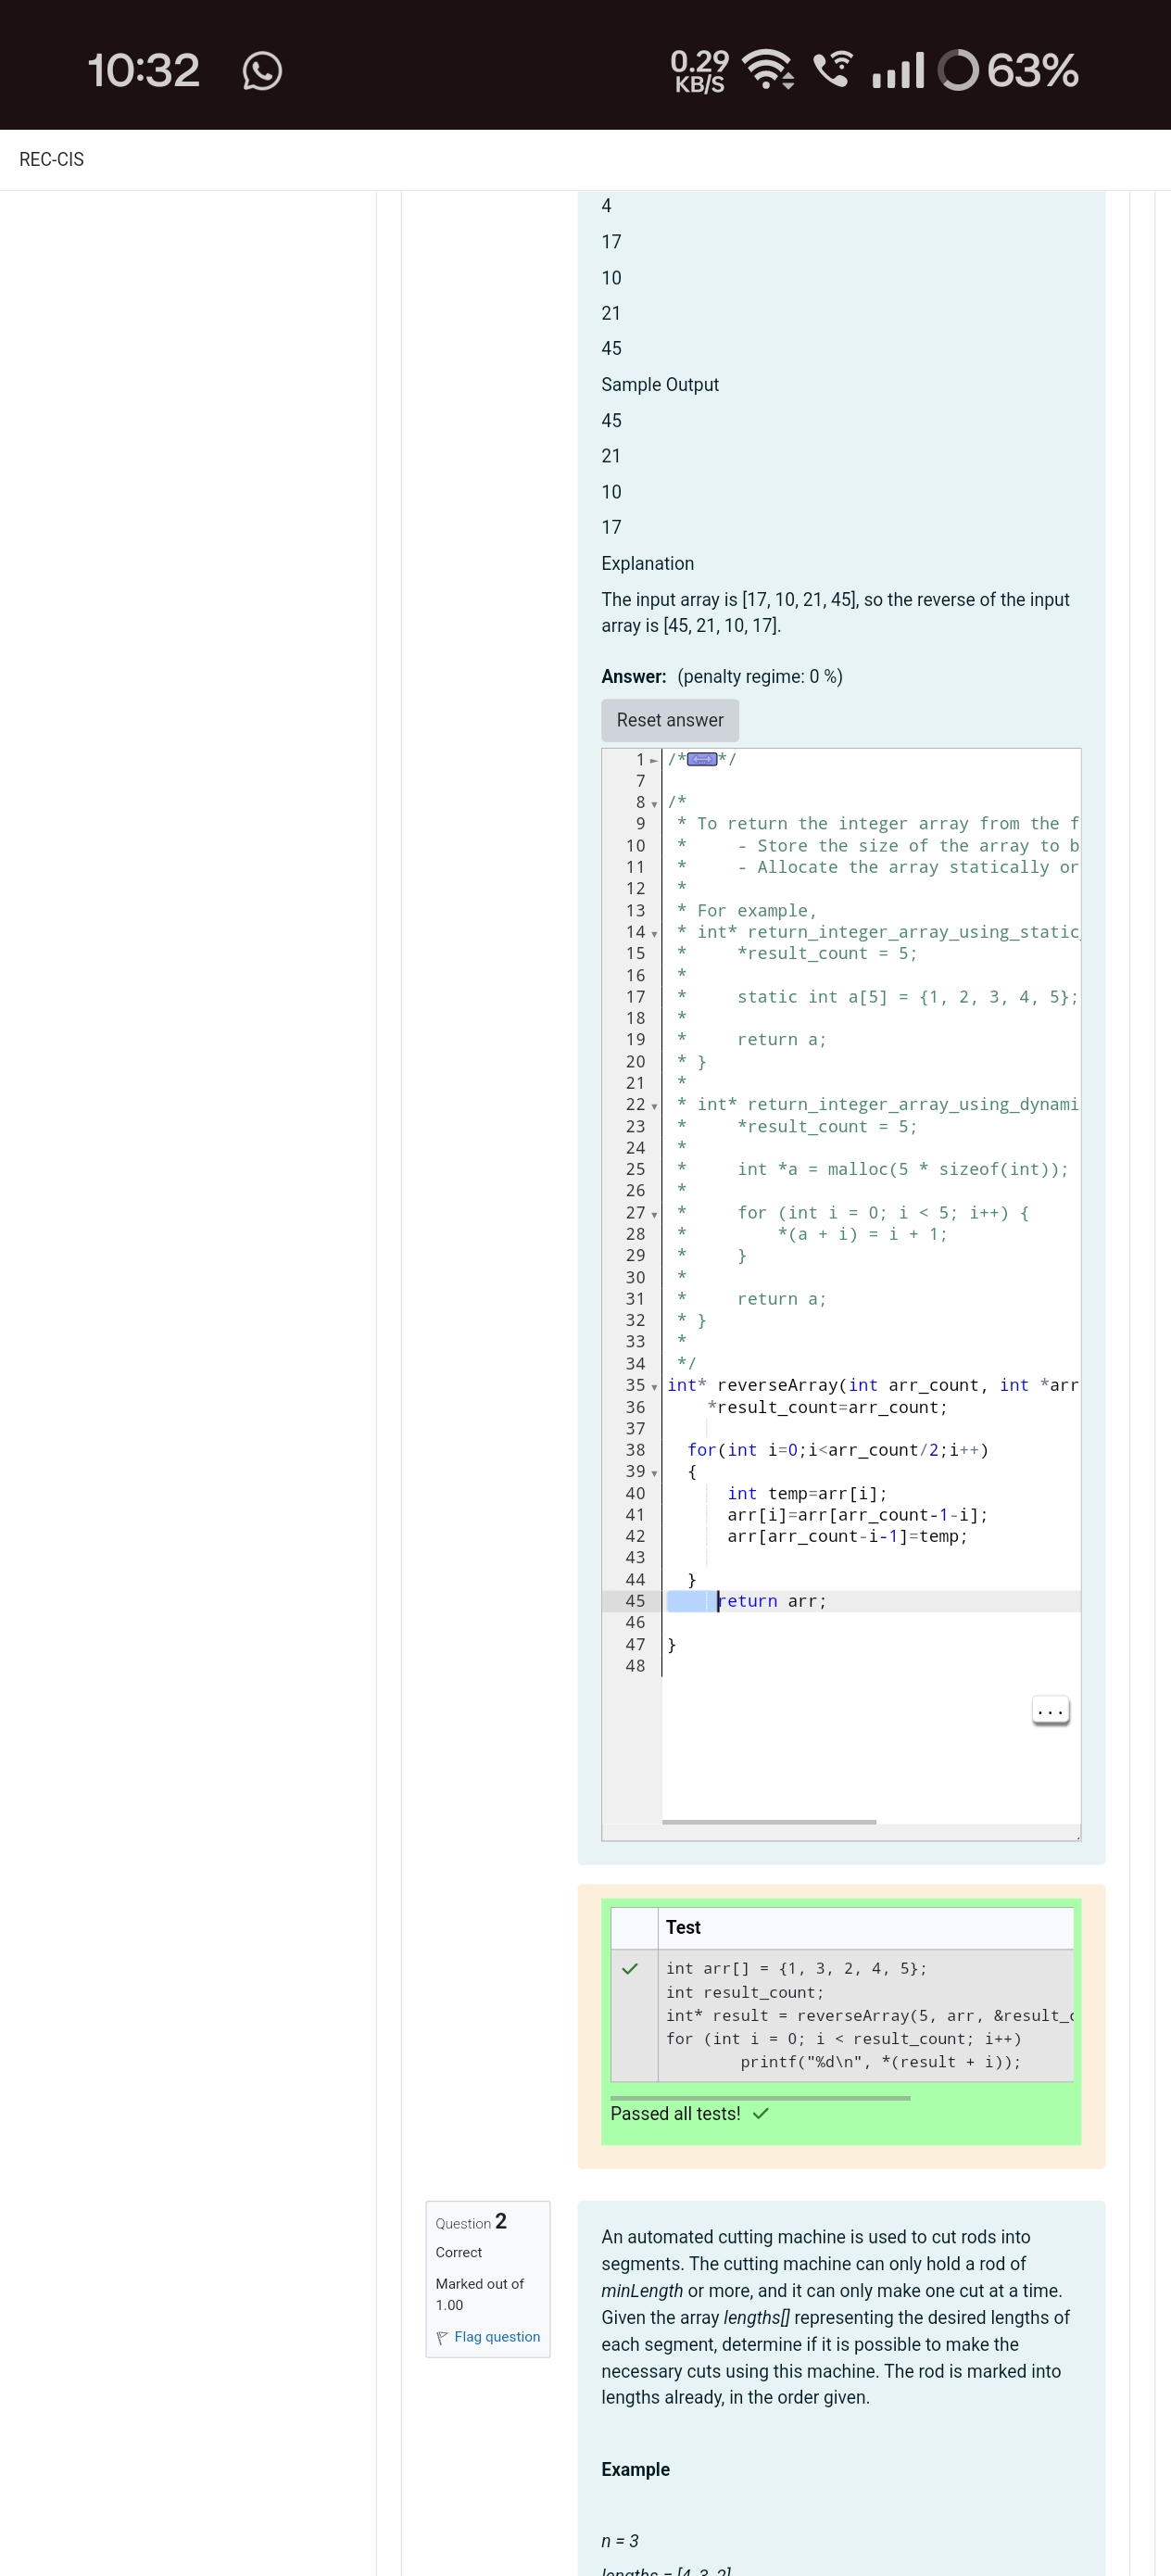 10:32
0.29 KB/S
63%
REC-CIS
4
17
10
21
45
Sample Output
45
21
10
17
Explanation
The input array is [17, 10, 21, 45], so the reverse of the input
array is [45, 21, 10, 17].
Answer: (penalty regime: 0 %)
Reset answer
1 /* */
7
8 /*
9  * To return the integer array from the f
10  *     - Store the size of the array to b
11  *     - Allocate the array statically or
12  *
13  * For example,
14  * int* return_integer_array_using_static_
15  *     *result_count = 5;
16  *
17  *     static int a[5] = {1, 2, 3, 4, 5};
18  *
19  *     return a;
20  * }
21  *
22  * int* return_integer_array_using_dynami
23  *     *result_count = 5;
24  *
25  *     int *a = malloc(5 * sizeof(int));
26  *
27  *     for (int i = 0; i < 5; i++) {
28  *         *(a + i) = i + 1;
29  *     }
30  *
31  *     return a;
32  * }
33  *
34  */
35 int* reverseArray(int arr_count, int *arr
36     *result_count=arr_count;
37
38   for(int i=0;i<arr_count/2;i++)
39   {
40       int temp=arr[i];
41       arr[i]=arr[arr_count-1-i];
42       arr[arr_count-i-1]=temp;
43
44   }
45      return arr;
46
47 }
48
...
Test
int arr[] = {1, 3, 2, 4, 5};
int result_count;
int* result = reverseArray(5, arr, &result_c
for (int i = 0; i < result_count; i++)
        printf("%d\n", *(result + i));
Passed all tests!
Question 2
Correct
Marked out of
1.00
Flag question
An automated cutting machine is used to cut rods into
segments. The cutting machine can only hold a rod of
minLength or more, and it can only make one cut at a time.
Given the array lengths[] representing the desired lengths of
each segment, determine if it is possible to make the
necessary cuts using this machine. The rod is marked into
lengths already, in the order given.
Example
n = 3
lengths = [4, 3, 2]